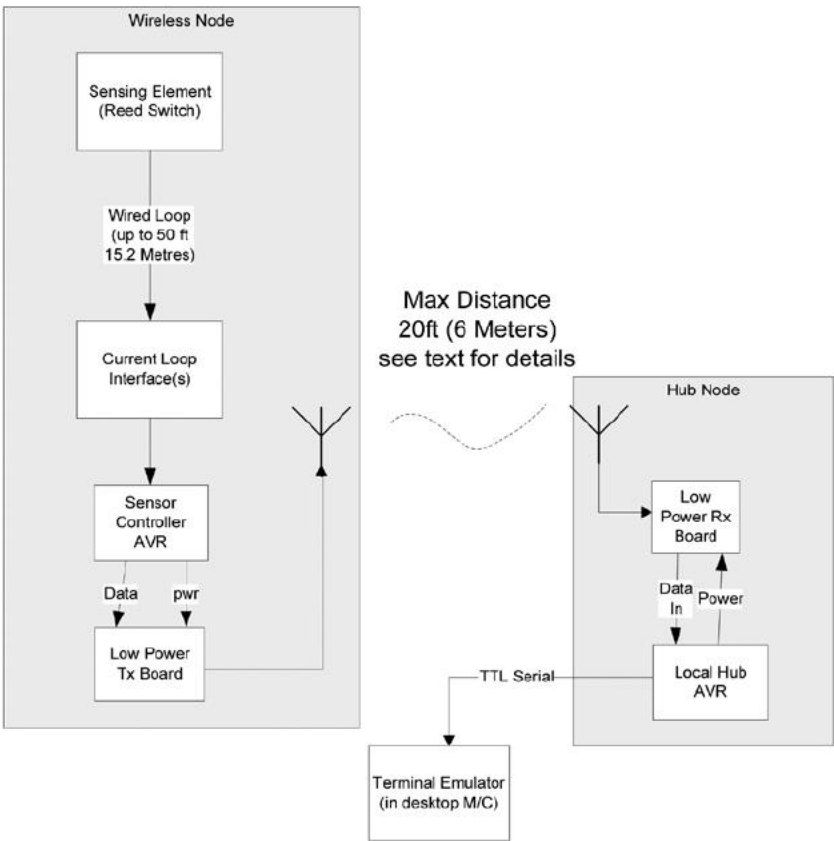 Wireless Node
Sensing Element
(Reed Switch)
Wired Loop
(up to 50 ft
15.2 Metres)
Current Loop
Interface(s)
Sensor
Controller
AVR
Data
pwr
Low Power
Tx Board
Max Distance
20ft (6 Meters)
see text for details
Hub Node
Low
Power Rx
Board
Data
In
Power
Local Hub
AVR
TTL Serial
Terminal Emulator
(in desktop M/C)